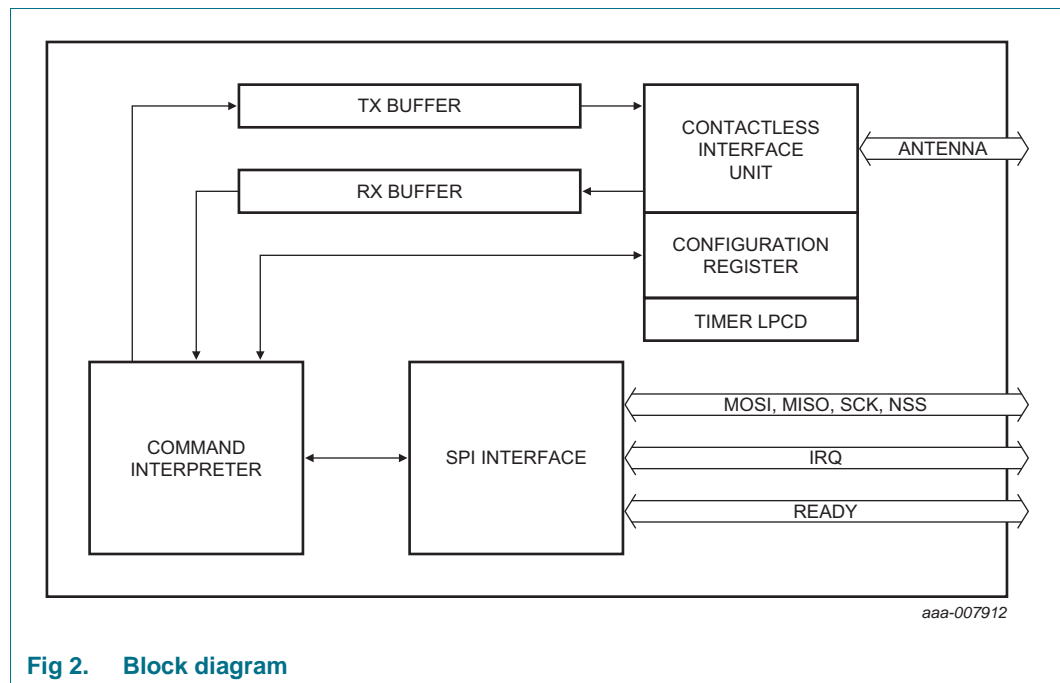 TX BUFFER
CONTACTLESS
INTERFACE
UNIT
ANTENNA
RX BUFFER
CONFIGURATION
REGISTER
TIMER LPCD
COMMAND
INTERPRETER
SPI INTERFACE
MOSI, MISO, SCK, NSS
IRQ
READY
aaa-007912
Fig 2. Block diagram